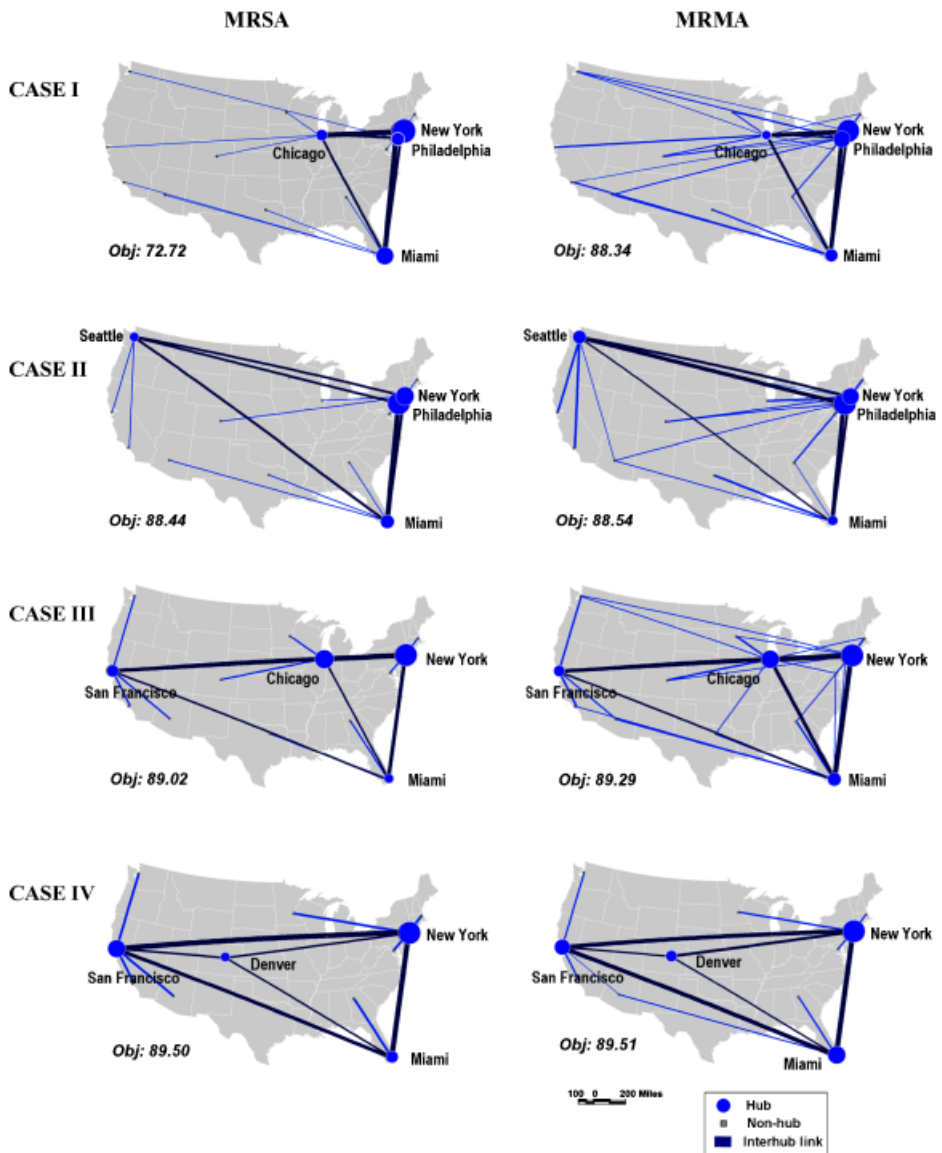 MRSA MRMA
CASE I
New York
Philadelphia
Chicago
Miami
Obj: 72.72
New York
Philadelphia
Chicago
Miami
Obj: 88.34
CASE II
Seattle
New York
Philadelphia
Miami
Obj: 88.44
Seattle
New York
Philadelphia
Miami
Obj: 88.54
CASE III
New York
Chicago
San Francisco
Miami
Obj: 89.02
New York
Chicago
San Francisco
Miami
Obj: 89.29
CASE IV
New York
Denver
San Francisco
Miami
Obj: 89.50
New York
Denver
San Francisco
Miami
Obj: 89.51
100 0 200 Miles
Hub
Non-hub
Interhub link